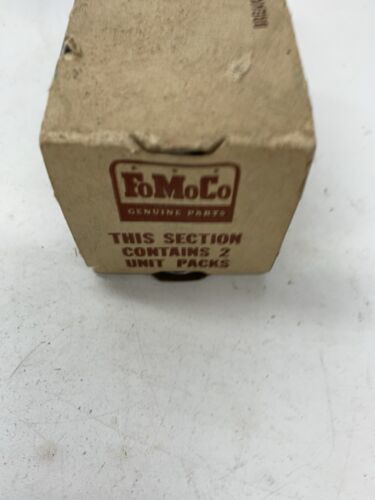 FoMoCo
GENUINE PARTS
THIS SECTION
CONTAINS 2
UNIT PACKS